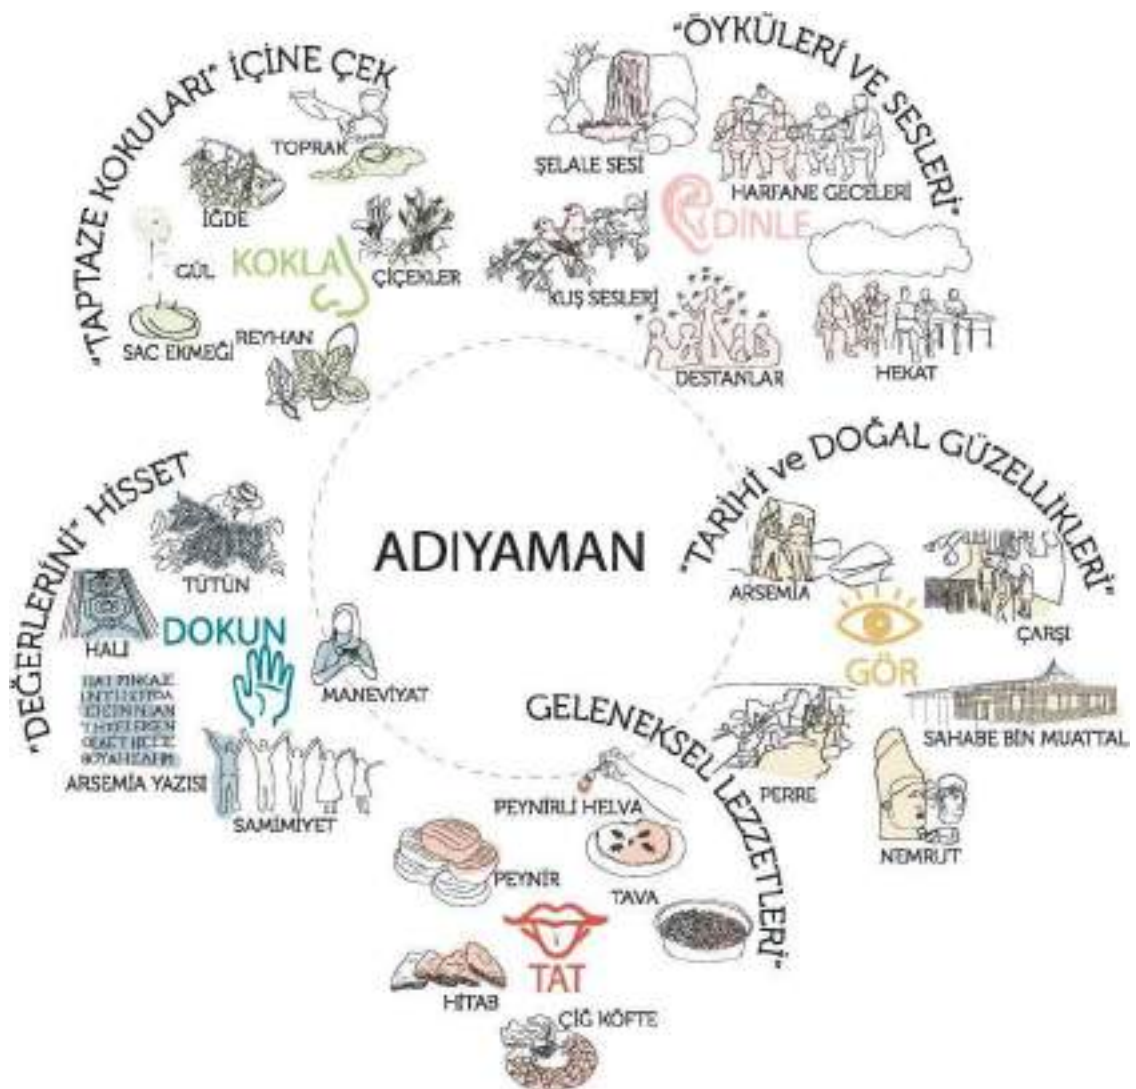 "TAPTAZE KOKULARI" İÇİNE ÇEK
TOPRAK
İĞDE
GÜL
KOKLA
ÇİÇEKLER
SAC EKMEĞİ
REYHAN
"ÖYKÜLERİ VE SESLERİ"
ŞELALE SESİ
HARFANE GECELERİ
DİNLE
KUŞ SESLERİ
DESTANLAR
HEKAT
ADIYAMAN
"TARİHİ ve DOĞAL GÜZELLİKLERİ"
ARSEMİA
ÇARŞI
GÖR
SAHABE BİN MUATTAL
PERRE
NEMRUT
"DEĞERLERİNİ" HİSSET
TÜTÜN
HALI
DOKUN
MANEVİYAT
ARSEMİA YAZISI
SAMİMİYET
GELENEKSEL LEZZETLERİ"
PEYNİRLİ HELVA
PEYNİR
TAVA
TAT
HİTAB
ÇİĞ KÖFTE